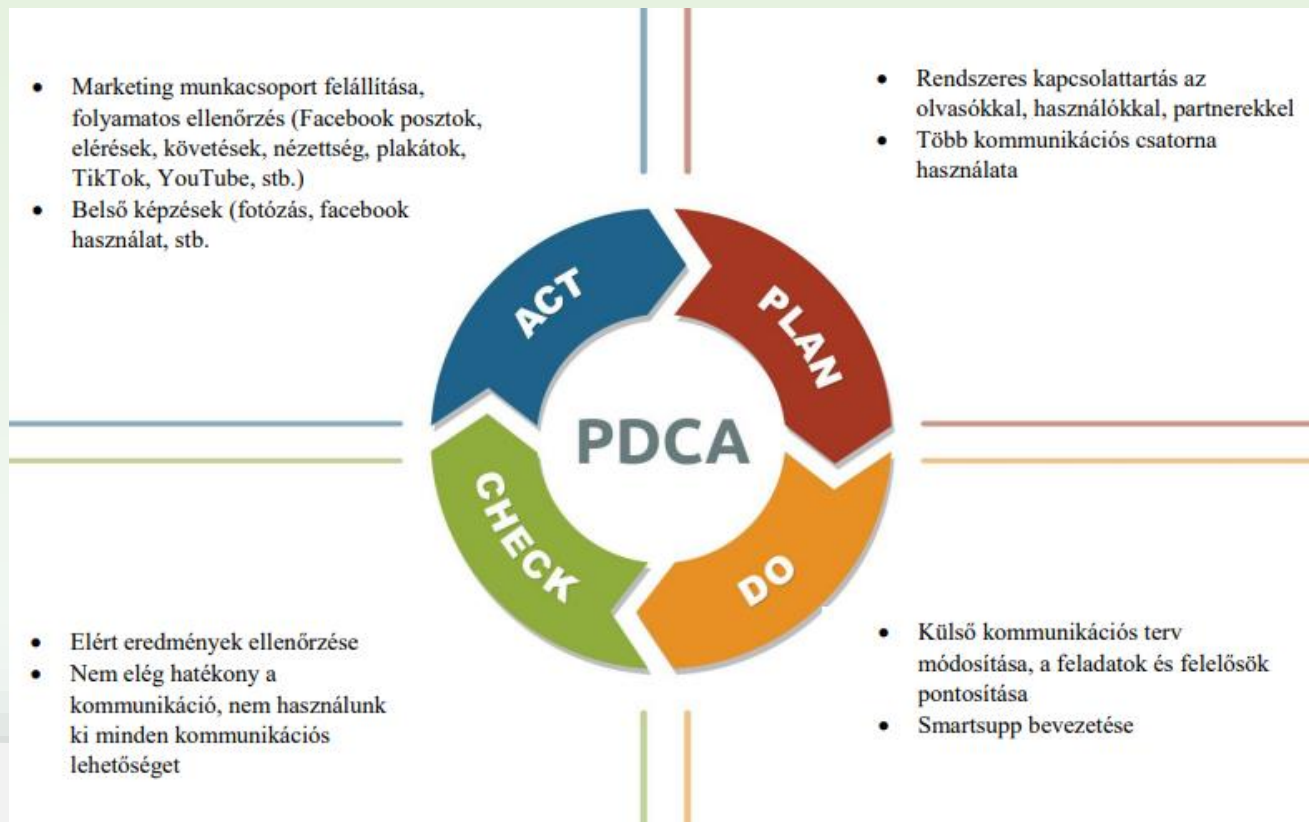 • Marketing munkacsoport felállítása,
folyamatos ellenőrzés (Facebook posztok,
elérések, követések, nézettség, plakátok,
TikTok, YouTube, stb.)
• Belső képzések (fotózás, facebook
használat, stb.
• Rendszeres kapcsolattartás az
olvasókkal, használókkal, partnerekkel
• Több kommunikációs csatorna
használata
ACT
PLAN
PDCA
CHECK
DO
• Elért eredmények ellenőrzése
• Nem elég hatékony a
kommunikáció, nem használunk
ki minden kommunikációs
lehetőséget
• Külső kommunikációs terv
módosítása, a feladatok és felelősök
pontosítása
• Smartsupp bevezetése